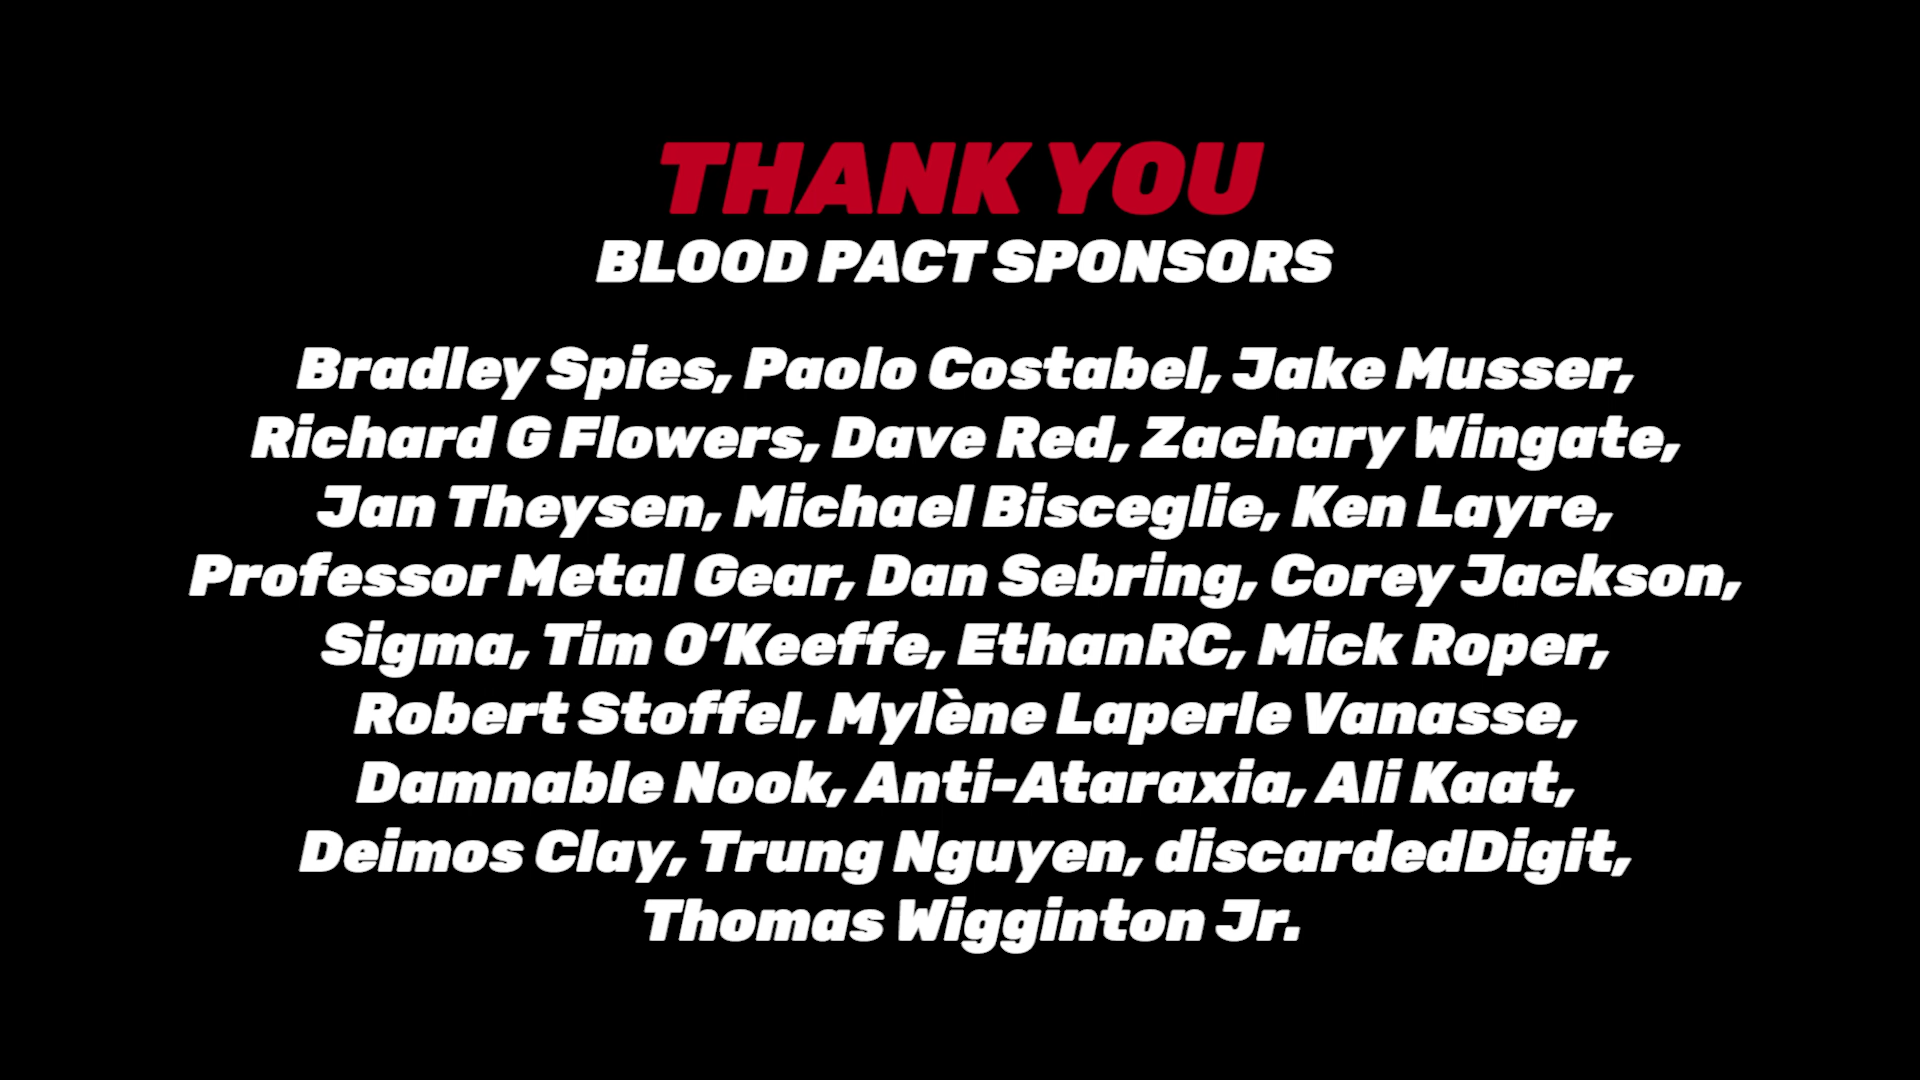 THANK YOU
BLOOD PACT SPONSORS
Bradley Spies, Paolo Costabel, Jake Musser,
Richard G Flowers, Dave Red, Zachary Wingate,
Jan Theysen, Michael Bisceglie, Ken Layre,
Professor Metal Gear, Dan Sebring, Corey Jackson,
Sigma, Tim O’Keeffe, EthanRC, Mick Roper,
Robert Stoffel, Mylène Laperle Vanasse,
Damnable Nook, Anti-Ataraxia, Ali Kaat,
Deimos Clay, Trung Nguyen, discardedDigit,
Thomas Wigginton Jr.